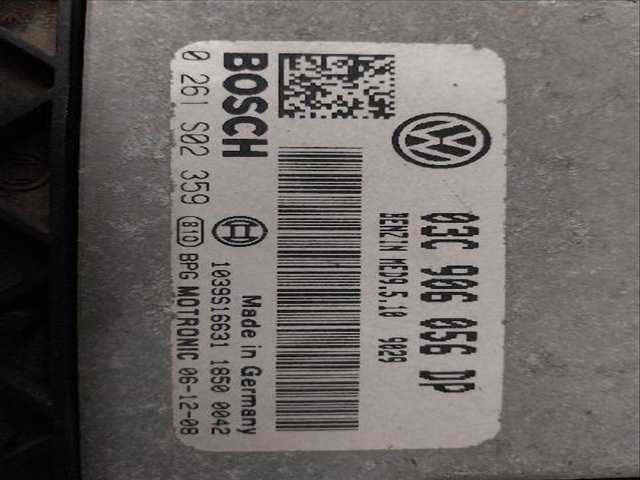 03C 906 056 DP
BENZIN MED9.5.10 9029
Made in Germany
1039S16631 1850 0042
BOSCH
0 261 S02 359 B10 BPG MOTRONIC 06-12-08